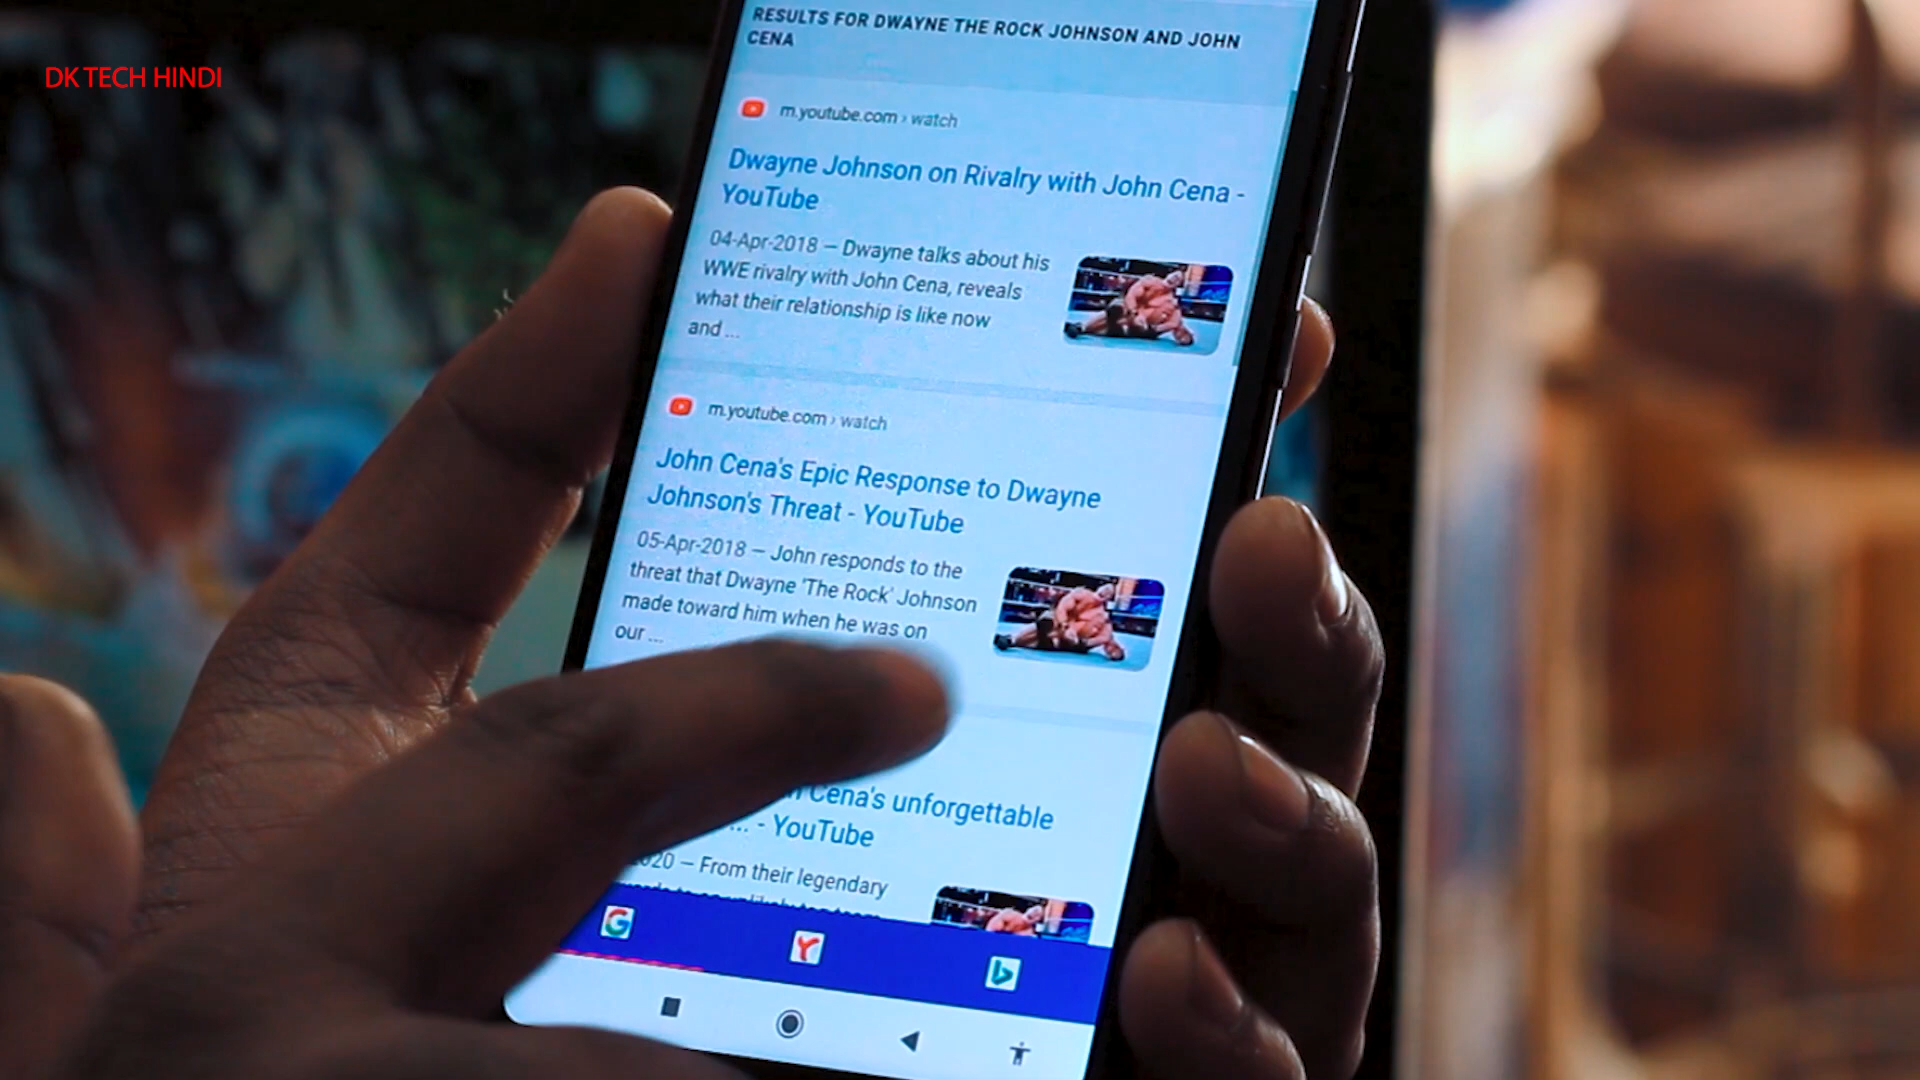 DK TECH HINDI
RESULTS FOR DWAYNE THE ROCK JOHNSON AND JOHN
CENA
m.youtube.com › watch
Dwayne Johnson on Rivalry with John Cena -
YouTube
04-Apr-2018 — Dwayne talks about his
WWE rivalry with John Cena, reveals
what their relationship is like now
and ...
m.youtube.com › watch
John Cena's Epic Response to Dwayne
Johnson's Threat - YouTube
05-Apr-2018 — John responds to the
threat that Dwayne 'The Rock' Johnson
made toward him when he was on
our ...
Cena's unforgettable
... - YouTube
— From their legendary